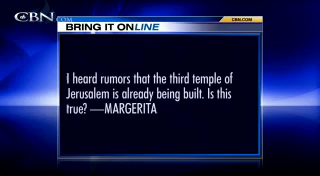 CBN .COM
CBN.COM
BRING IT ONLINE
I heard rumors that the third temple of
Jerusalem is already being built. Is this
true? —MARGERITA